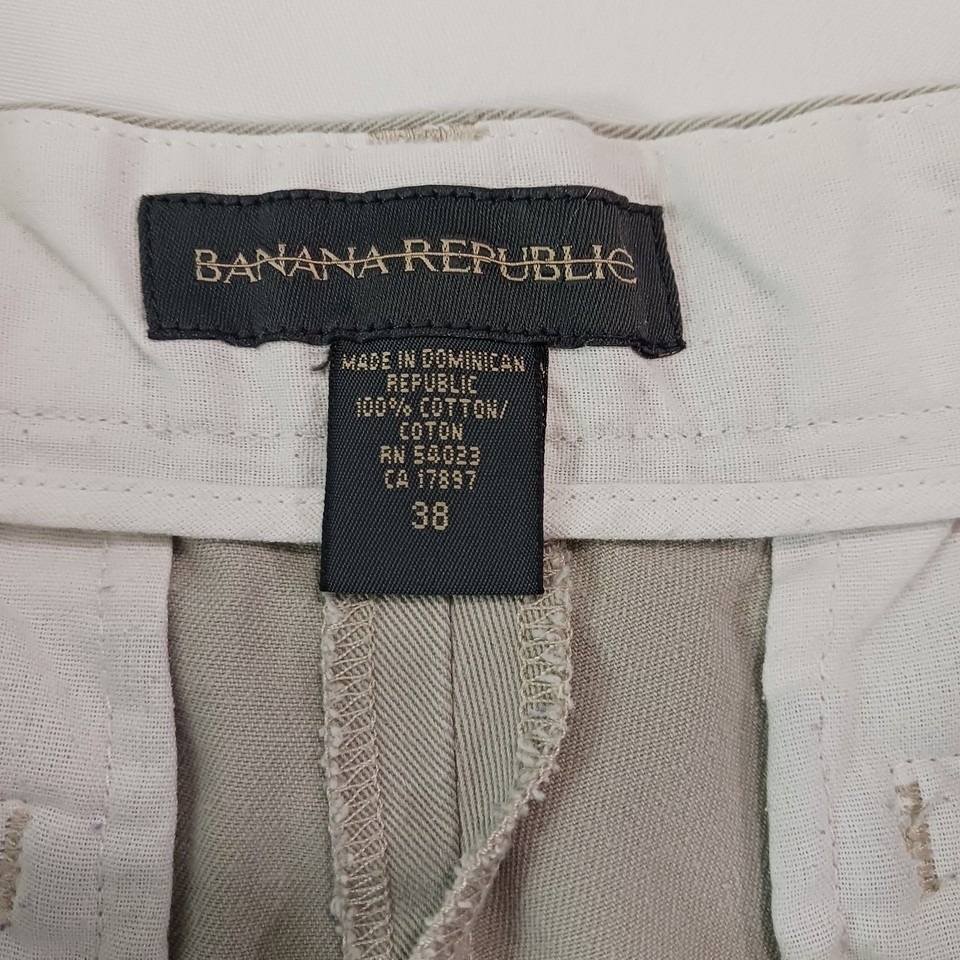 BANANA REPUBLIC
MADE IN DOMINICAN
REPUBLIC
100% COTTON/
COTON
RN 54023
CA 17897
38